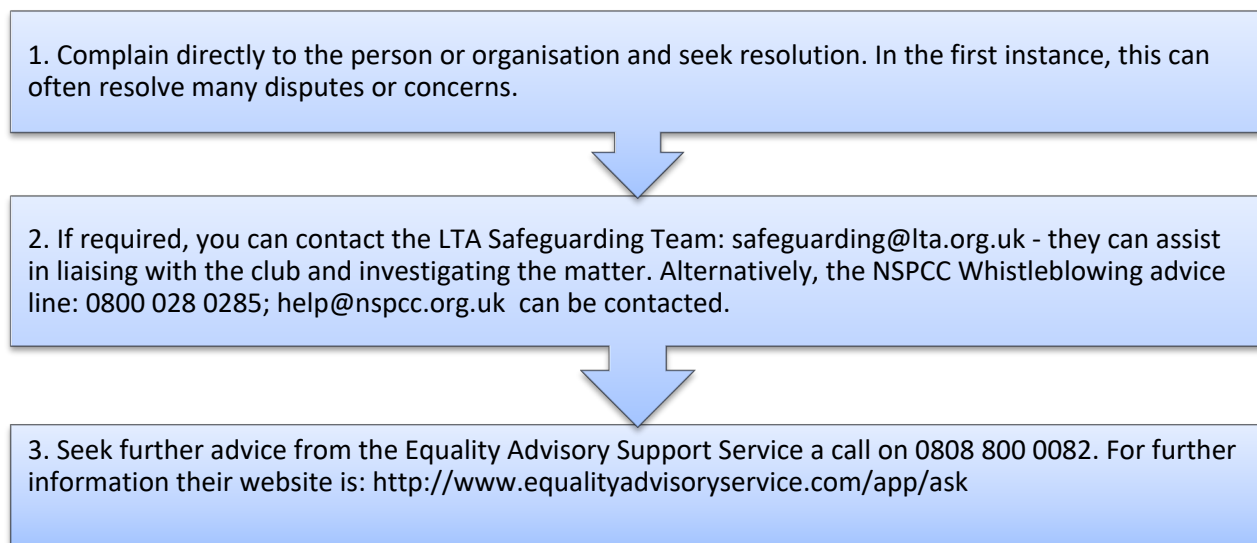 1. Complain directly to the person or organisation and seek resolution. In the first instance, this can
often resolve many disputes or concerns.
2. If required, you can contact the LTA Safeguarding Team: safeguarding@lta.org.uk - they can assist
in liaising with the club and investigating the matter. Alternatively, the NSPCC Whistleblowing advice
line: 0800 028 0285; help@nspcc.org.uk  can be contacted.
3. Seek further advice from the Equality Advisory Support Service a call on 0808 800 0082. For further
information their website is: http://www.equalityadvisoryservice.com/app/ask